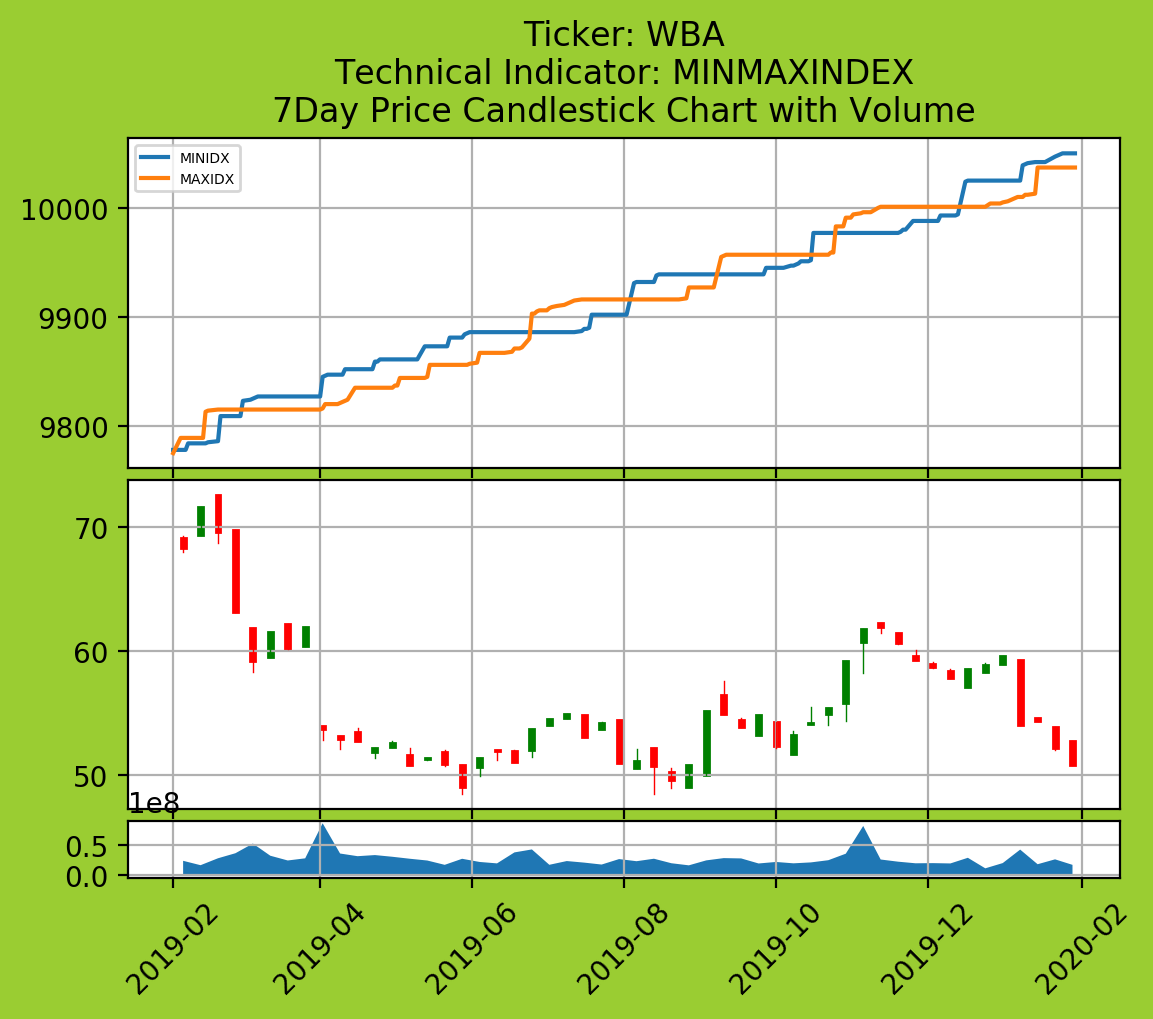 Ticker: WBA
Technical Indicator: MINMAXINDEX
7Day Price Candlestick Chart with Volume
MINIDX
MAXIDX
10000
9900
9800
70
60
50
1e8
0.5
0.0
2019-02
2019-04
2019-06
2019-08
2019-10
2019-12
2020-02